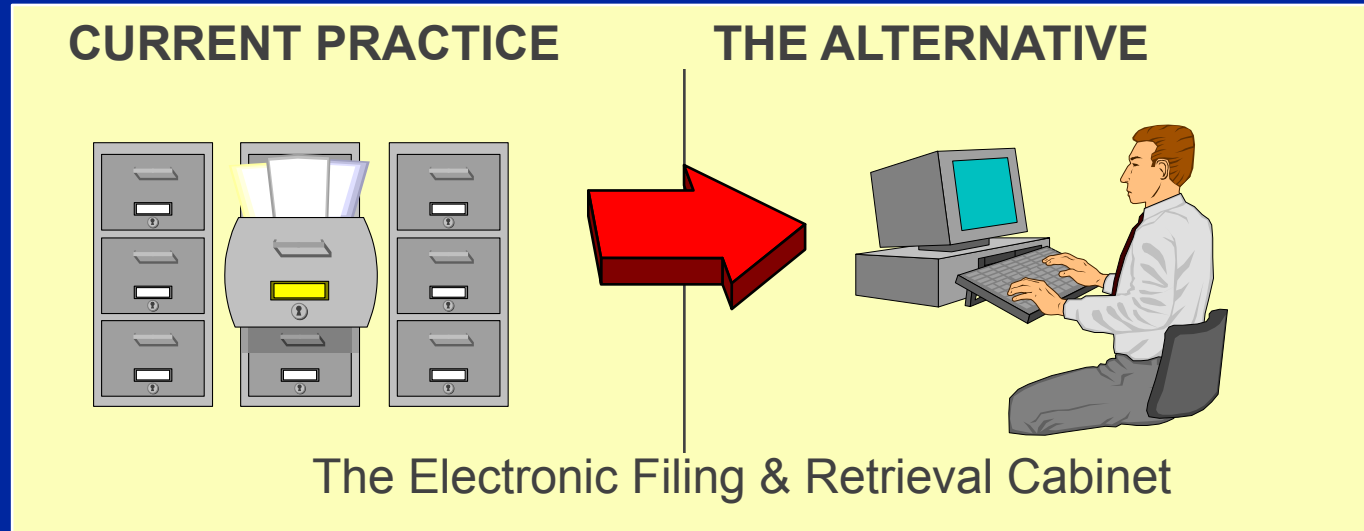 CURRENT PRACTICE
THE ALTERNATIVE
The Electronic Filing & Retrieval Cabinet